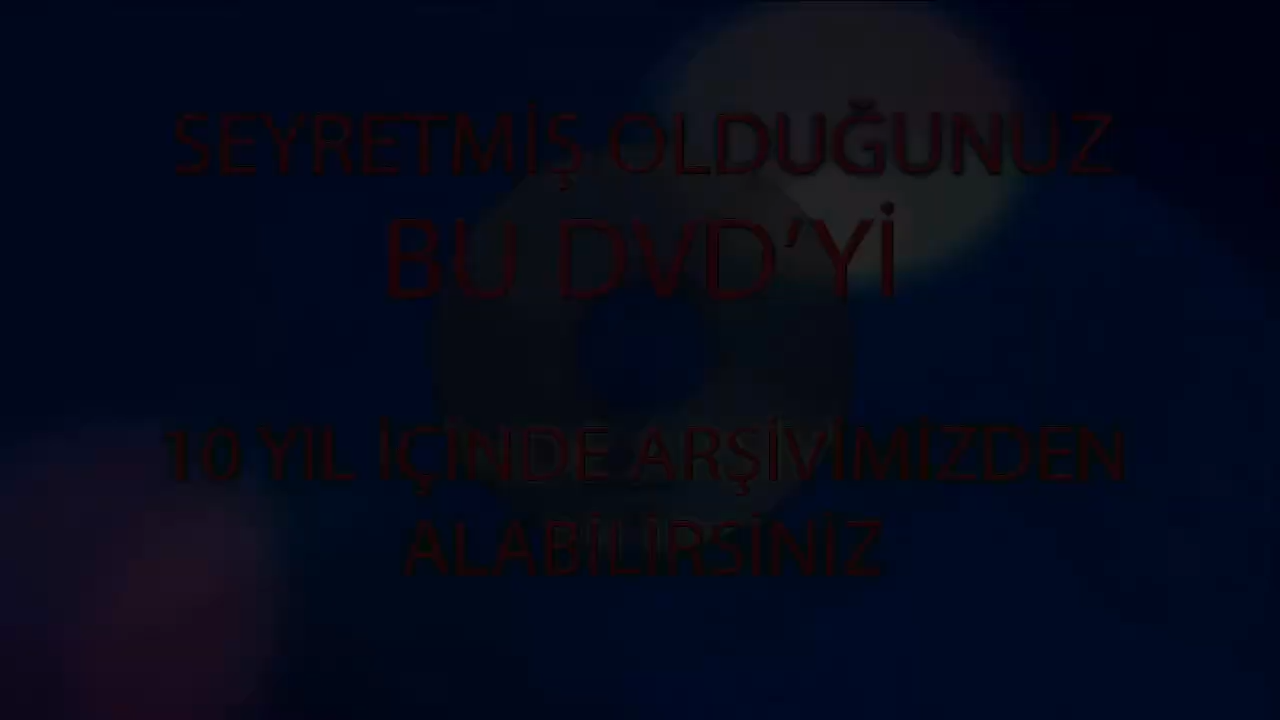 SEYRETMİŞ OLDUĞUNUZ
BU DVD’Yİ
10 YIL İÇİNDE ARŞİVİMİZDEN
ALABİLİRSİNİZ